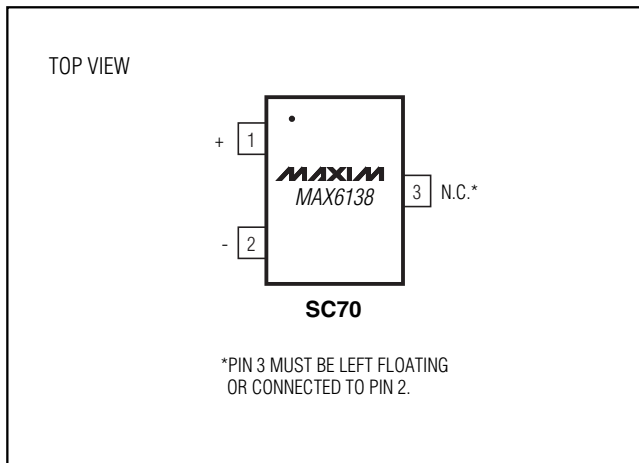 TOP VIEW
+ 1
MAXIM
MAX6138
3 N.C.*
- 2
SC70
*PIN 3 MUST BE LEFT FLOATING
OR CONNECTED TO PIN 2.